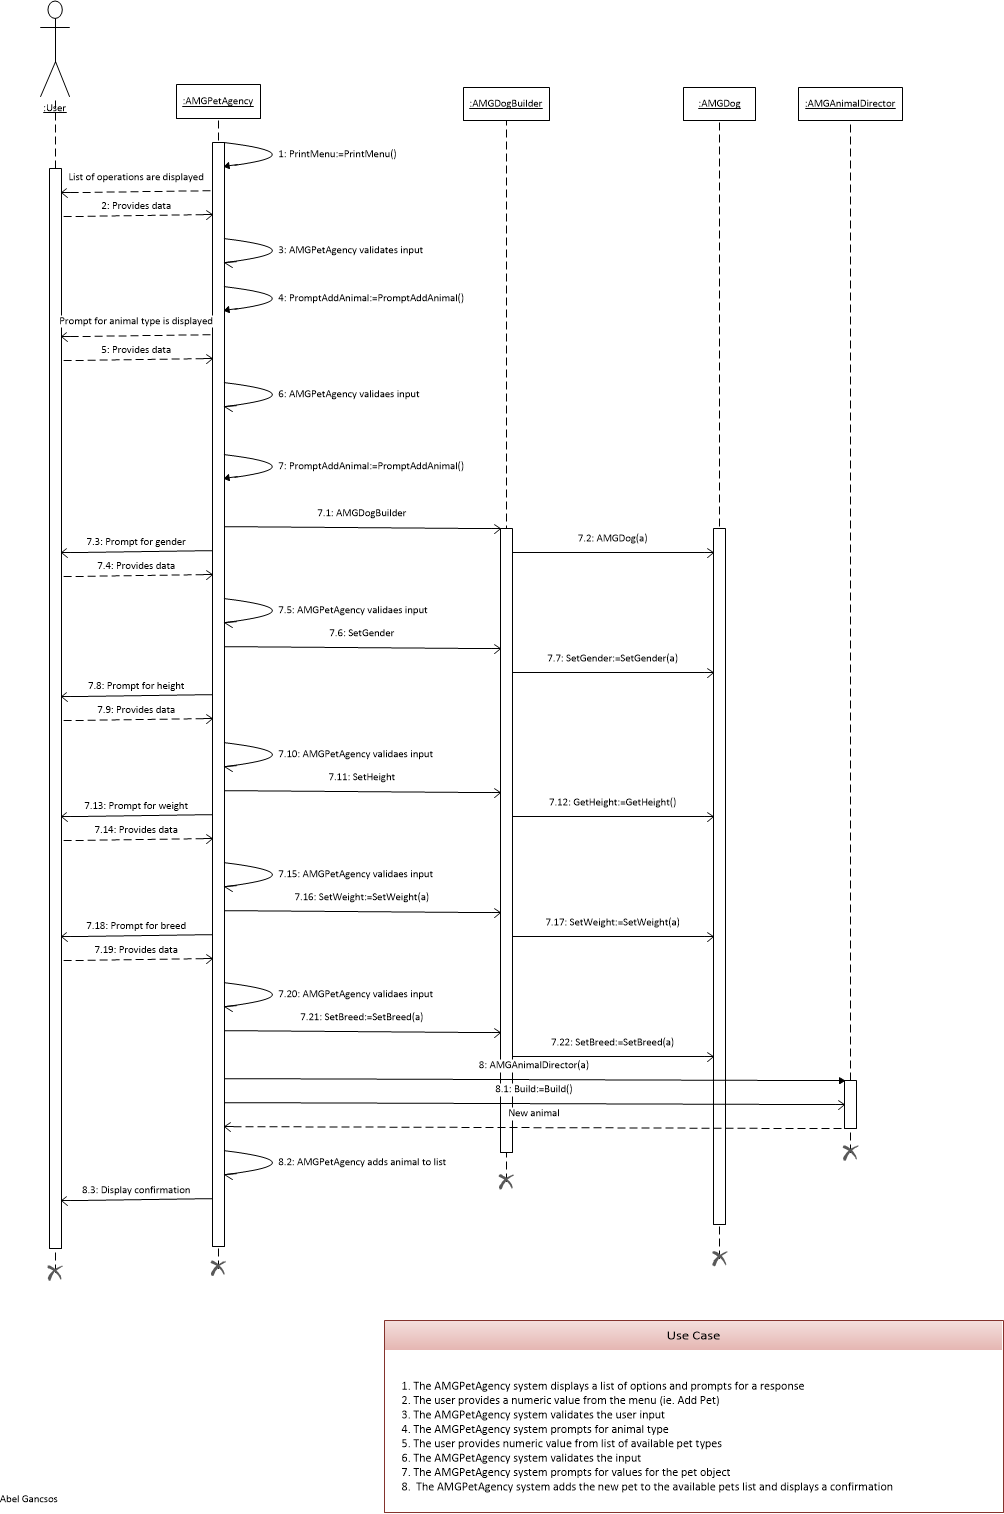 :User
:AMGPetAgency
:AMGDogBuilder
:AMGDog
:AMGAnimalDirector
1: PrintMenu:=PrintMenu()
List of operations are displayed
2: Provides data
3: AMGPetAgency validates input
4: PromptAddAnimal:=PromptAddAnimal()
Prompt for animal type is displayed
5: Provides data
6: AMGPetAgency validaes input
7: PromptAddAnimal:=PromptAddAnimal()
7.1: AMGDogBuilder
7.2: AMGDog(a)
7.3: Prompt for gender
7.4: Provides data
7.5: AMGPetAgency validaes input
7.6: SetGender
7.7: SetGender:=SetGender(a)
7.8: Prompt for height
7.9: Provides data
7.10: AMGPetAgency validaes input
7.11: SetHeight
7.12: GetHeight:=GetHeight()
7.13: Prompt for weight
7.14: Provides data
7.15: AMGPetAgency validaes input
7.16: SetWeight:=SetWeight(a)
7.17: SetWeight:=SetWeight(a)
7.18: Prompt for breed
7.19: Provides data
7.20: AMGPetAgency validaes input
7.21: SetBreed:=SetBreed(a)
7.22: SetBreed:=SetBreed(a)
8: AMGAnimalDirector(a)
8.1: Build:=Build()
New animal
8.2: AMGPetAgency adds animal to list
8.3: Display confirmation
Use Case
1. The AMGPetAgency system displays a list of options and prompts for a response
2. The user provides a numeric value from the menu (ie. Add Pet)
3. The AMGPetAgency system validates the user input
4. The AMGPetAgency system prompts for animal type
5. The user provides numeric value from list of available pet types
6. The AMGPetAgency system validates the input
7. The AMGPetAgency system prompts for values for the pet object
8. The AMGPetAgency system adds the new pet to the available pets list and displays a confirmation
Abel Gancsos